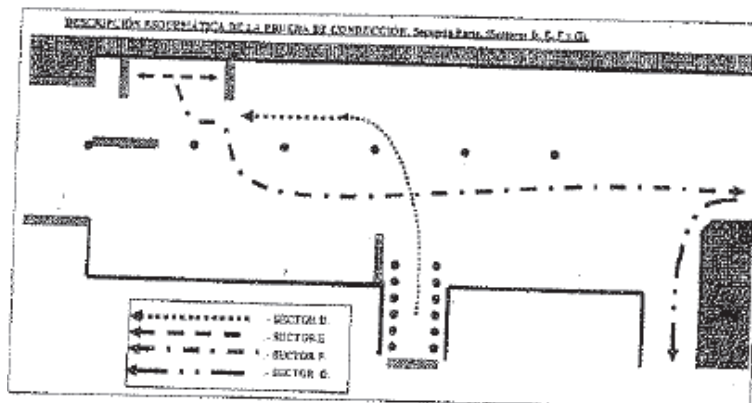 DESCRIPCIÓN ESQUEMÁTICA DE LA PRUEBA DE CONDUCCIÓN. Segunda Parte. (Sectores D, E, F y G).
.- SECTOR D.
.- SECTOR E
.- SECTOR F.
.- SECTOR G.